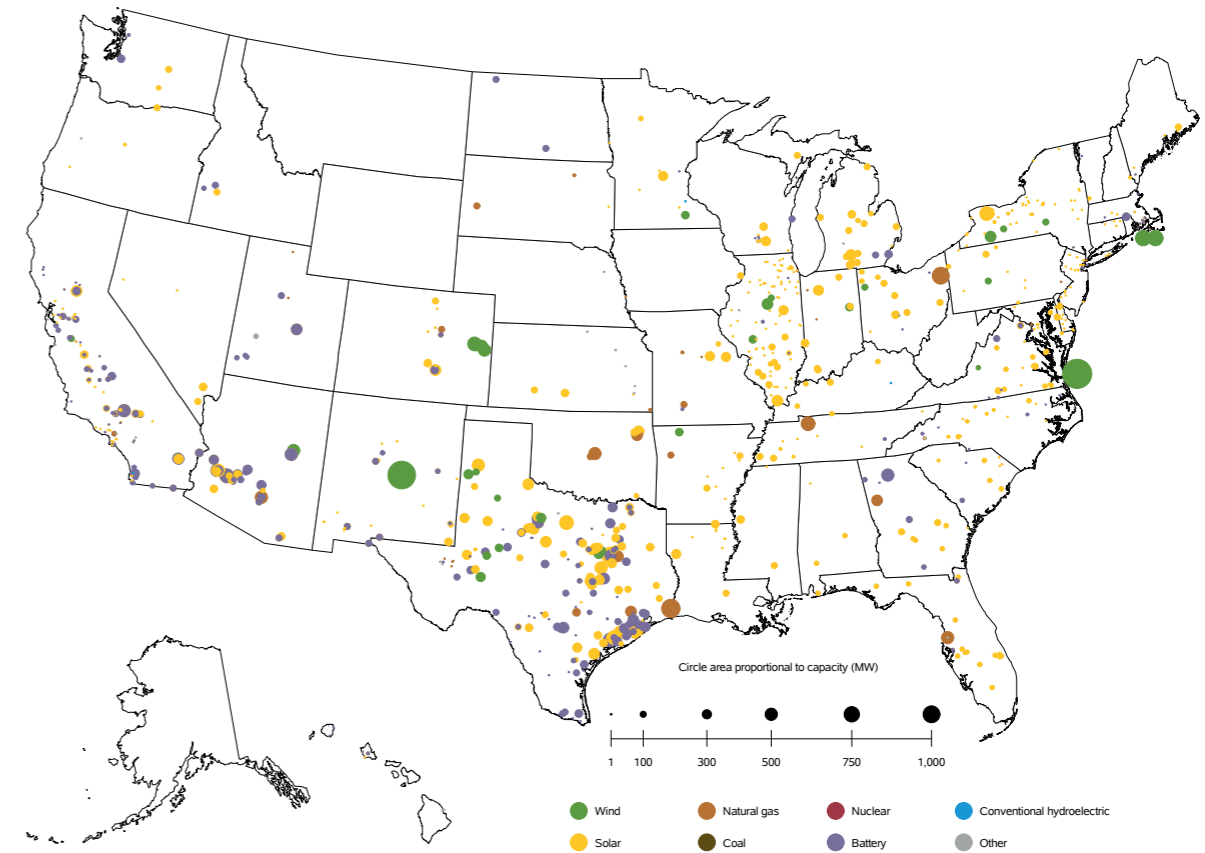 Circle area proportional to capacity (MW)
1 100 300 500 750 1,000
Wind Natural gas Nuclear Conventional hydroelectric
Solar Coal Battery Other